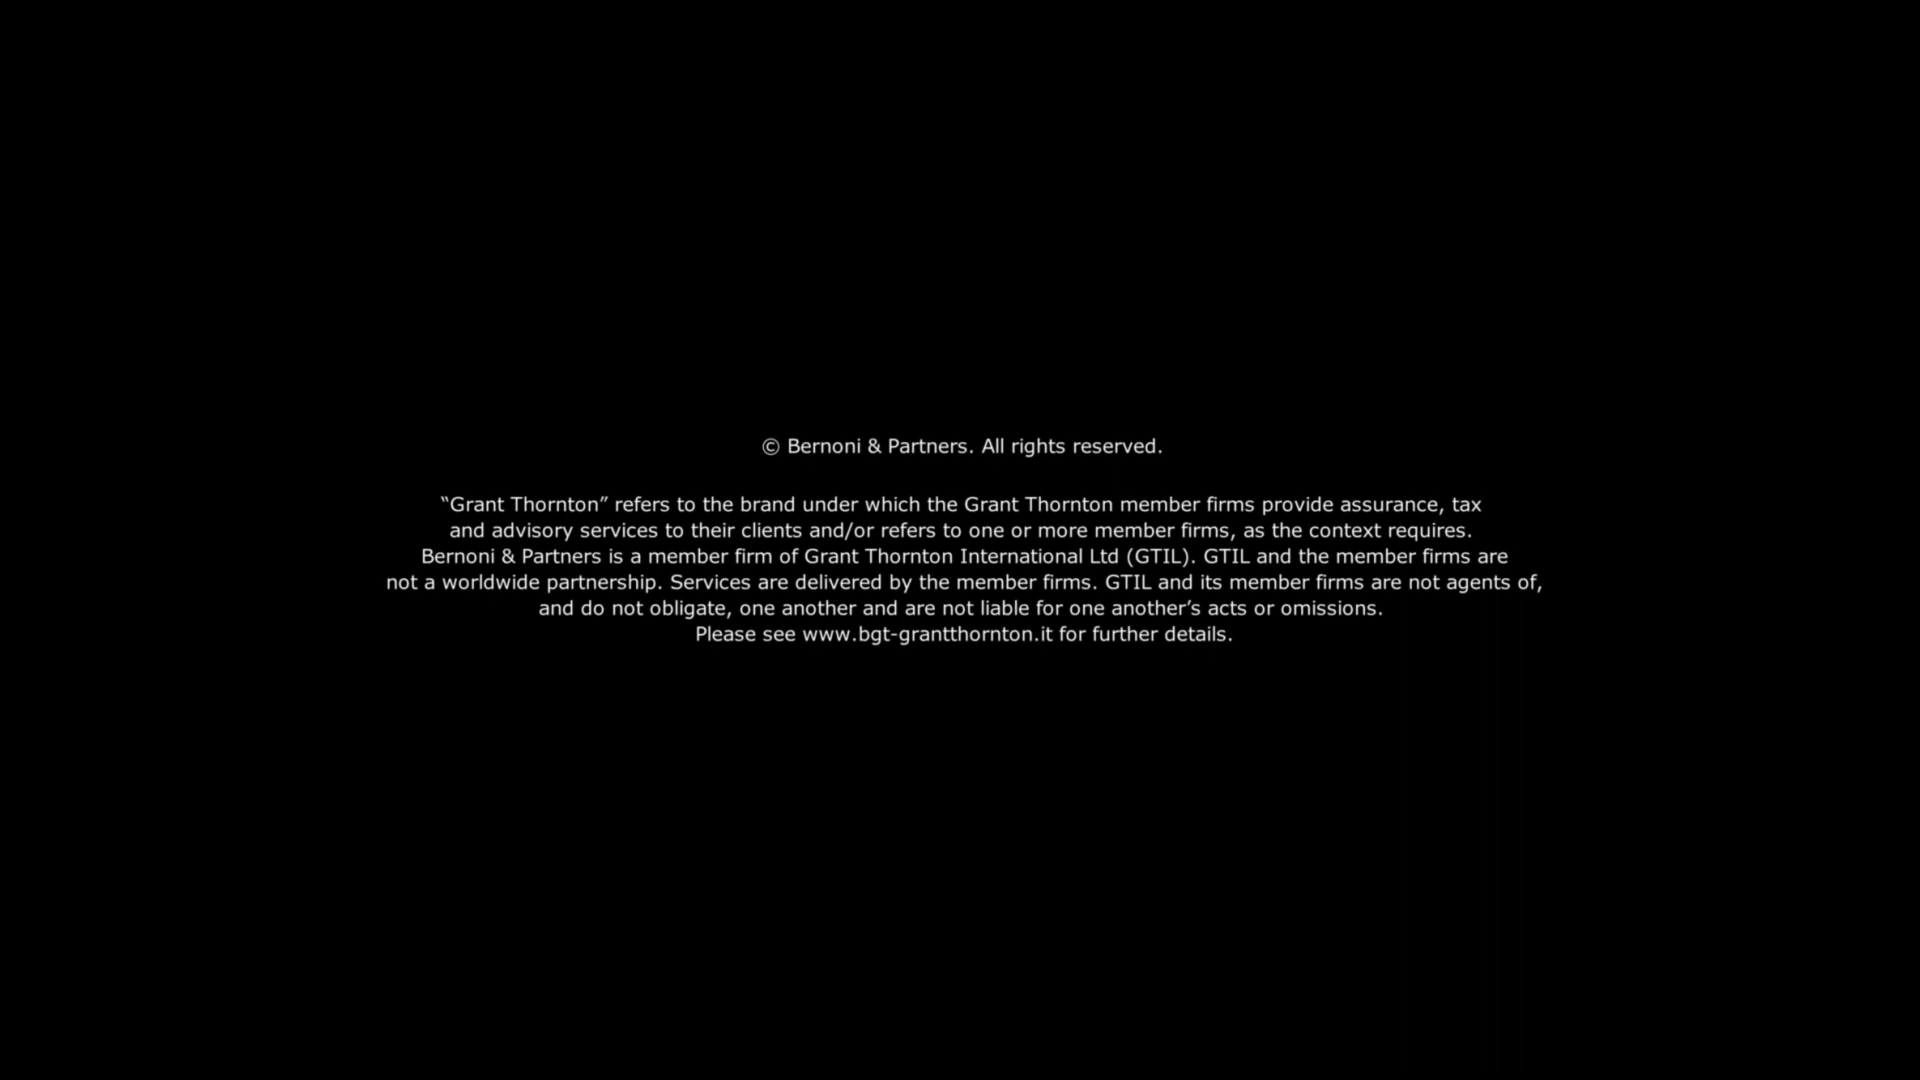 © Bernoni & Partners. All rights reserved.
“Grant Thornton” refers to the brand under which the Grant Thornton member firms provide assurance, tax
and advisory services to their clients and/or refers to one or more member firms, as the context requires.
Bernoni & Partners is a member firm of Grant Thornton International Ltd (GTIL). GTIL and the member firms are
not a worldwide partnership. Services are delivered by the member firms. GTIL and its member firms are not agents of,
and do not obligate, one another and are not liable for one another’s acts or omissions.
Please see www.bgt-grantthornton.it for further details.